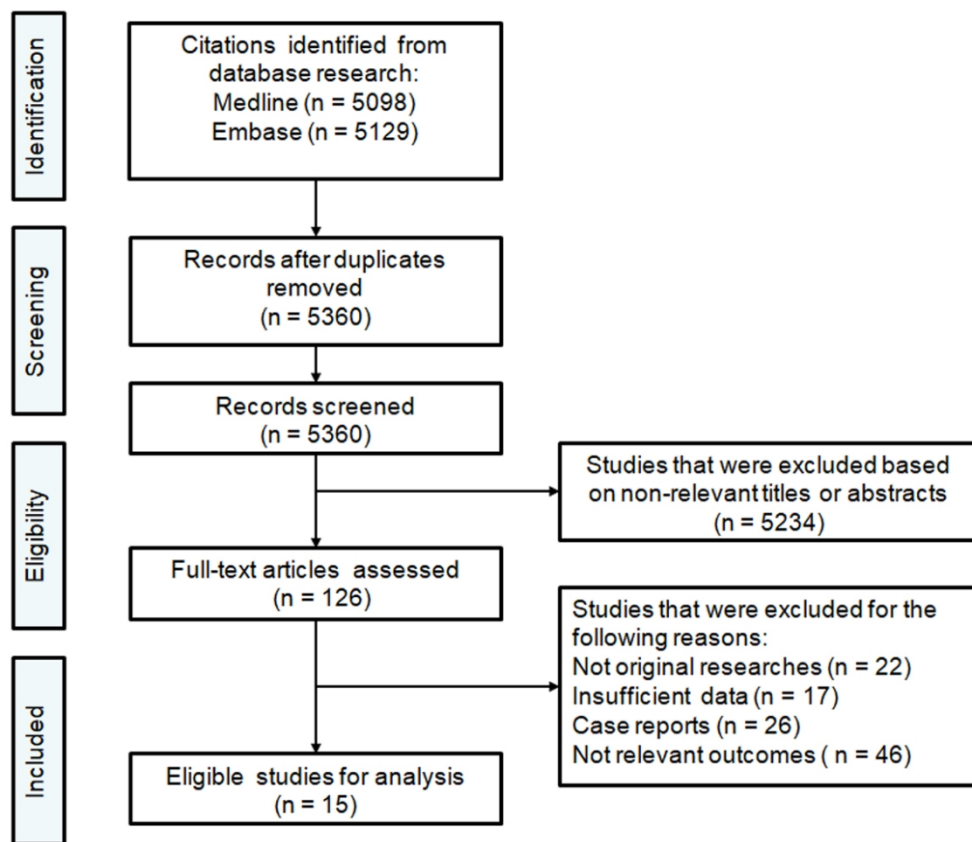 Identification
Citations identified from
database research:
Medline (n = 5098)
Embase (n = 5129)
Screening
Records after duplicates
removed
(n = 5360)
Records screened
(n = 5360)
Eligibility
Studies that were excluded based
on non-relevant titles or abstracts
(n = 5234)
Full-text articles assessed
(n = 126)
Studies that were excluded for the
following reasons:
Not original researches (n = 22)
Insufficient data (n = 17)
Case reports (n = 26)
Not relevant outcomes ( n = 46)
Included
Eligible studies for analysis
(n = 15)